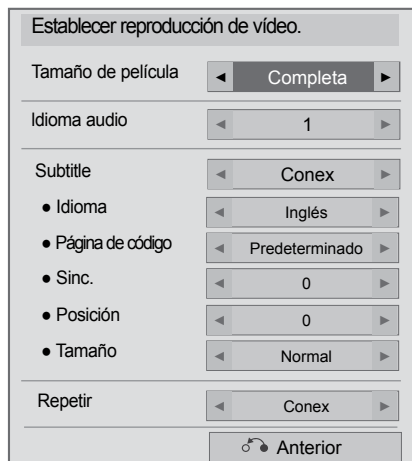 Establecer reproducción de vídeo.
Tamaño de película ◄ Completa ►
Idioma audio ◄ 1 ►
Subtitle ◄ Conex ►
● Idioma ◄ Inglés ►
● Página de código ◄ Predeterminado ►
● Sinc. ◄ 0 ►
● Posición ◄ 0 ►
● Tamaño ◄ Normal ►
Repetir ◄ Conex ►
Anterior